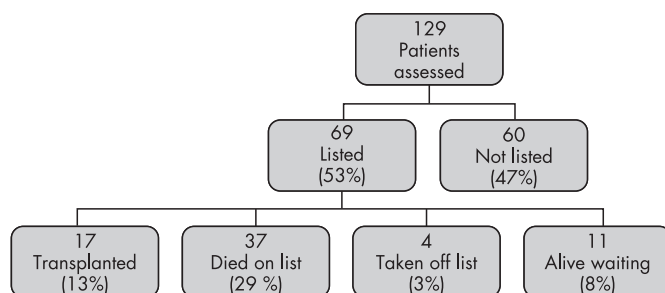 129
Patients
assessed
69
Listed
(53%)
60
Not listed
(47%)
17
Transplanted
(13%)
37
Died on list
(29 %)
4
Taken off list
(3%)
11
Alive waiting
(8%)